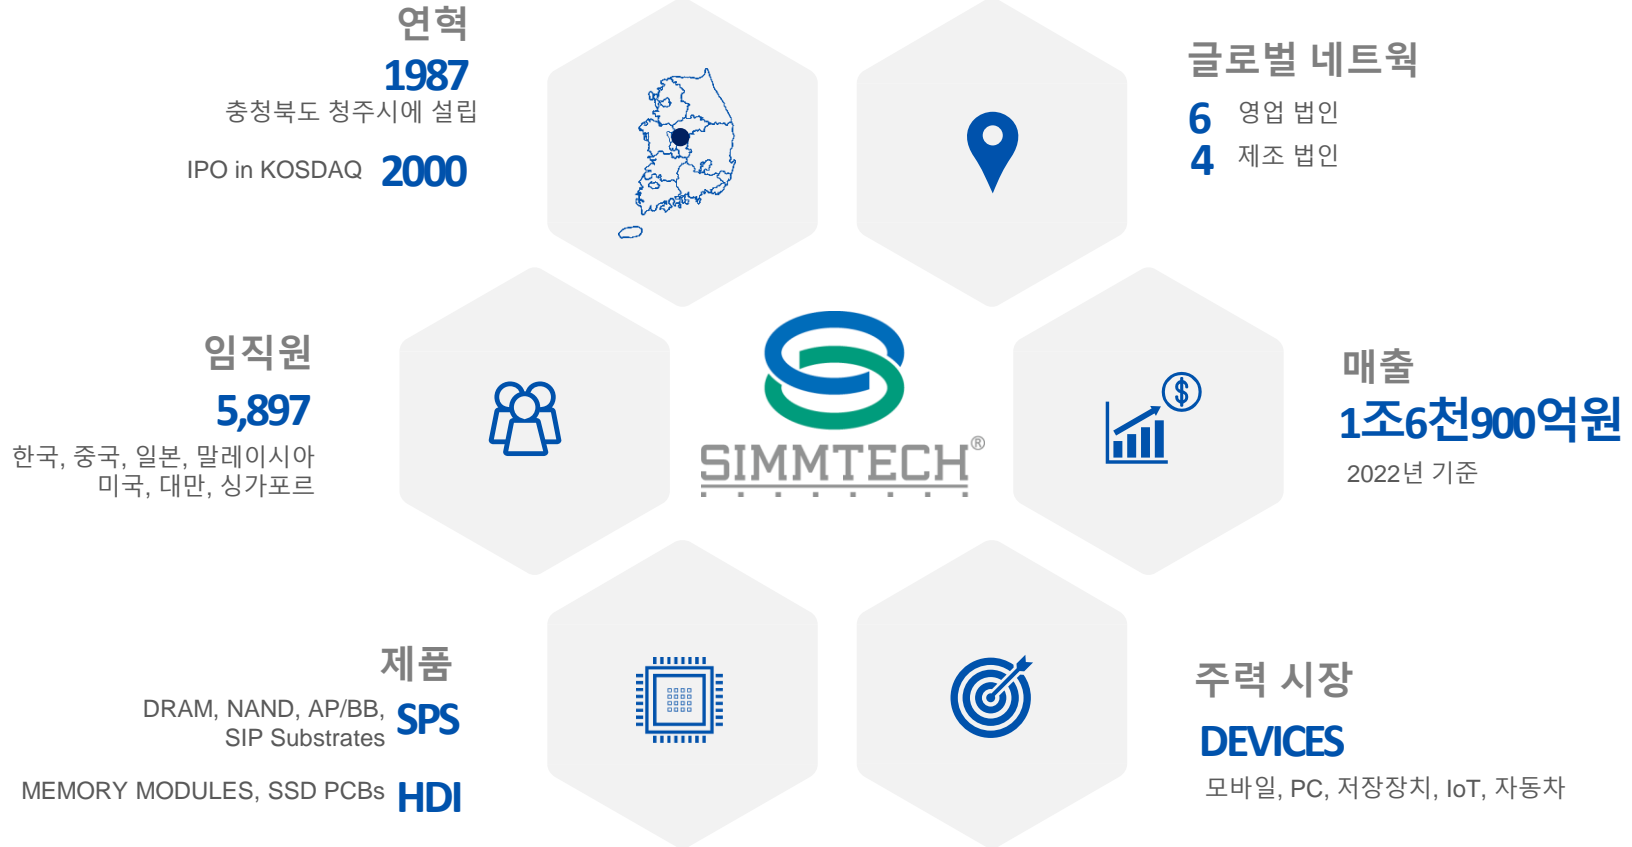 연혁
1987
충청북도 청주시에 설립
IPO in KOSDAQ 2000
글로벌 네트웍
6 영업 법인
4 제조 법인
임직원
5,897
한국, 중국, 일본, 말레이시아
미국, 대만, 싱가포르
SIMMTECH®
매출
1조6천900억원
2022년 기준
제품
DRAM, NAND, AP/BB,
SIP Substrates
SPS
MEMORY MODULES, SSD PCBs HDI
주력 시장
DEVICES
모바일, PC, 저장장치, IoT, 자동차